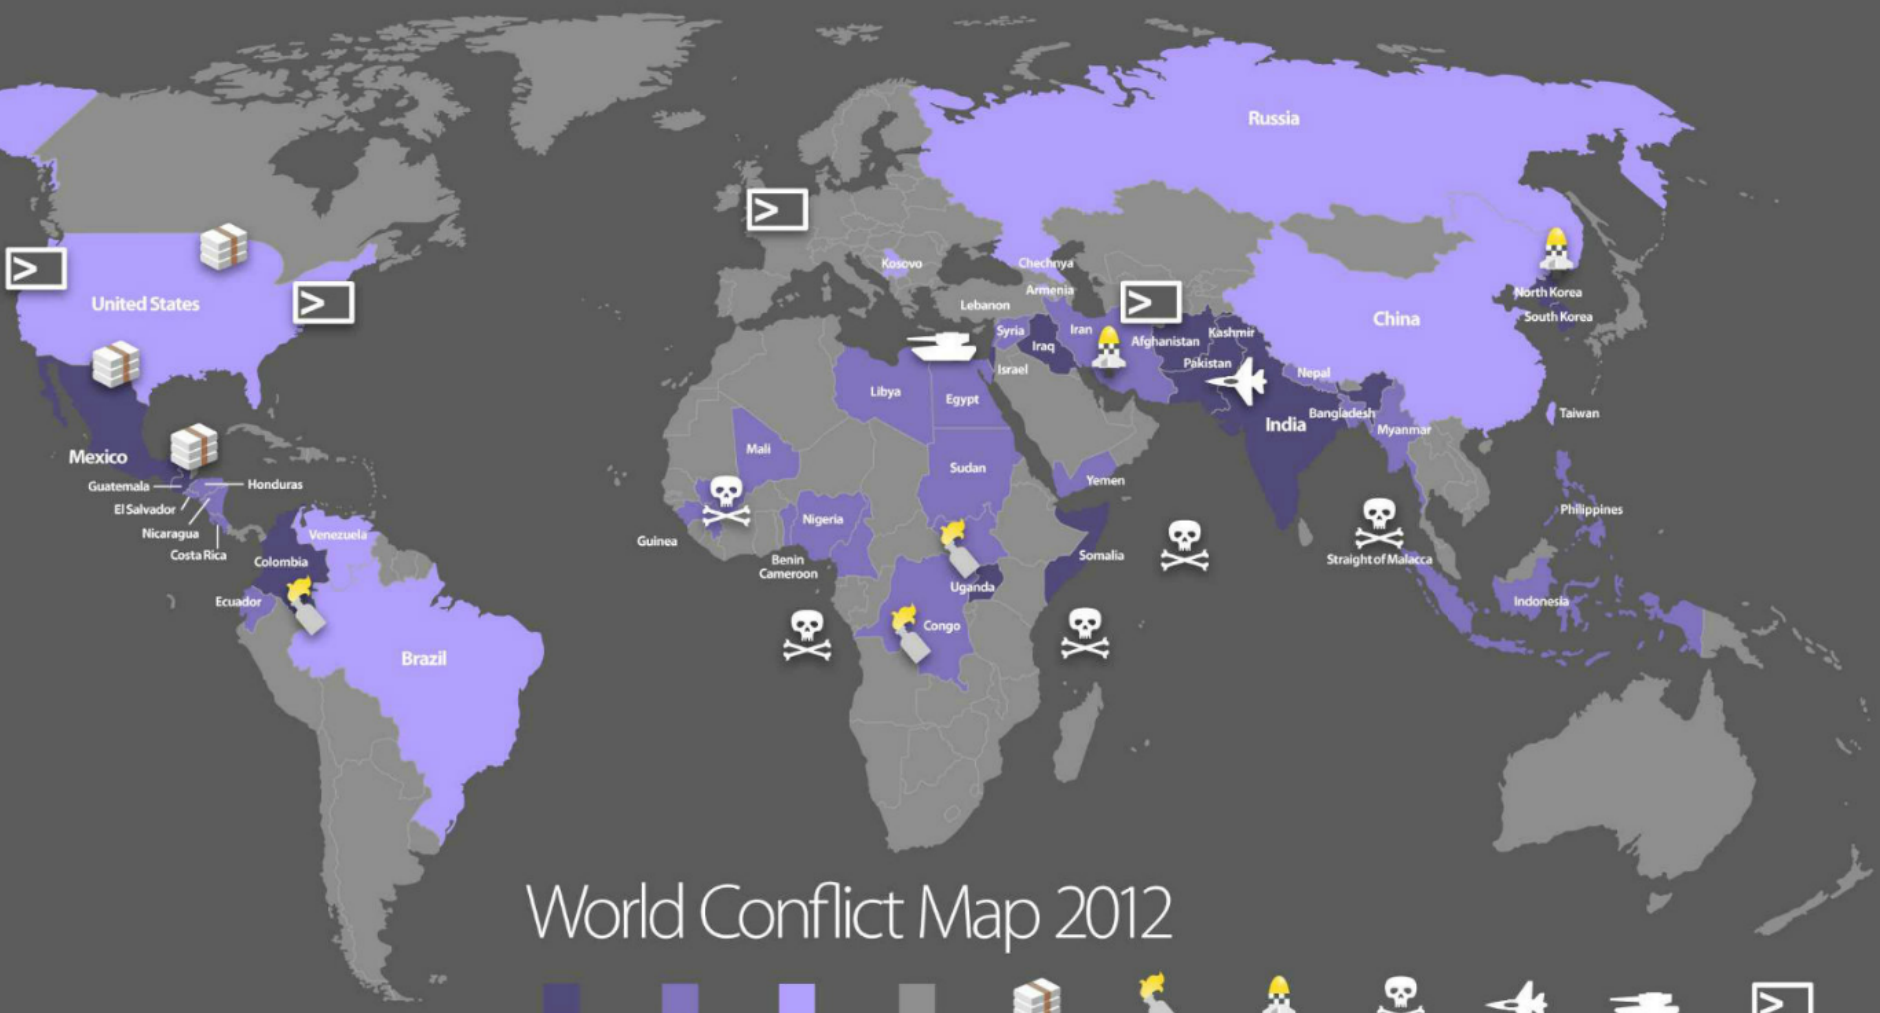 Russia
United States
Kosovo
Chechnya
Armenia
Lebanon
North Korea
South Korea
China
Syria
Iran
Iraq
Afghanistan
Kashmir
Pakistan
Israel
Nepal
Libya
Egypt
India
Bangladesh
Taiwan
Myanmar
Mexico
Mali
Sudan
Yemen
Guatemala
Honduras
El Salvador
Nicaragua
Costa Rica
Venezuela
Colombia
Nigeria
Guinea
Benin
Cameroon
Somalia
Uganda
Philippines
Straight of Malacca
Ecuador
Congo
Indonesia
Brazil
World Conflict Map 2012